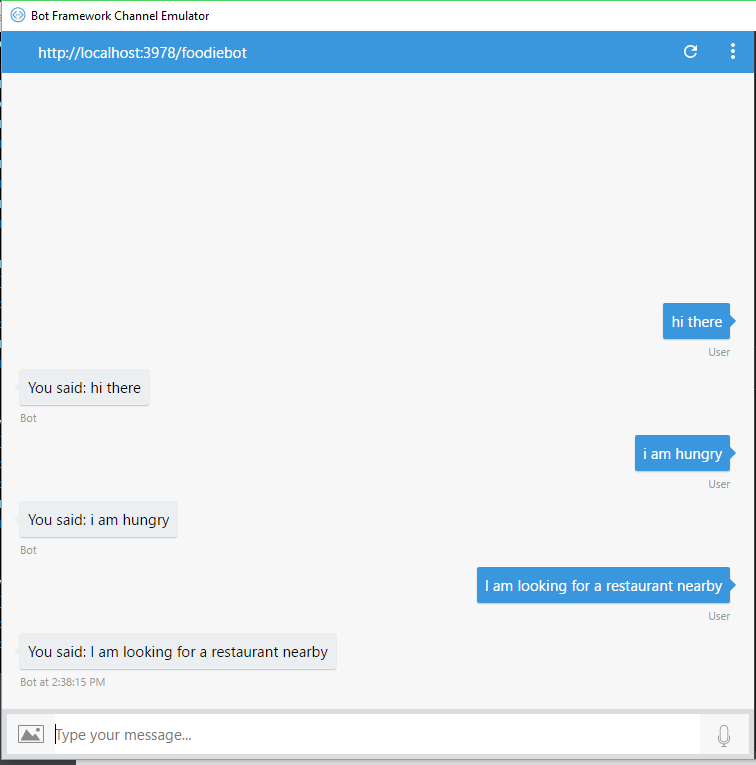 Bot Framework Channel Emulator
http://localhost:3978/foodiebot
hi there
User
You said: hi there
Bot
i am hungry
User
You said: i am hungry
Bot
I am looking for a restaurant nearby
User
You said: I am looking for a restaurant nearby
Bot at 2:38:15 PM
Type your message...